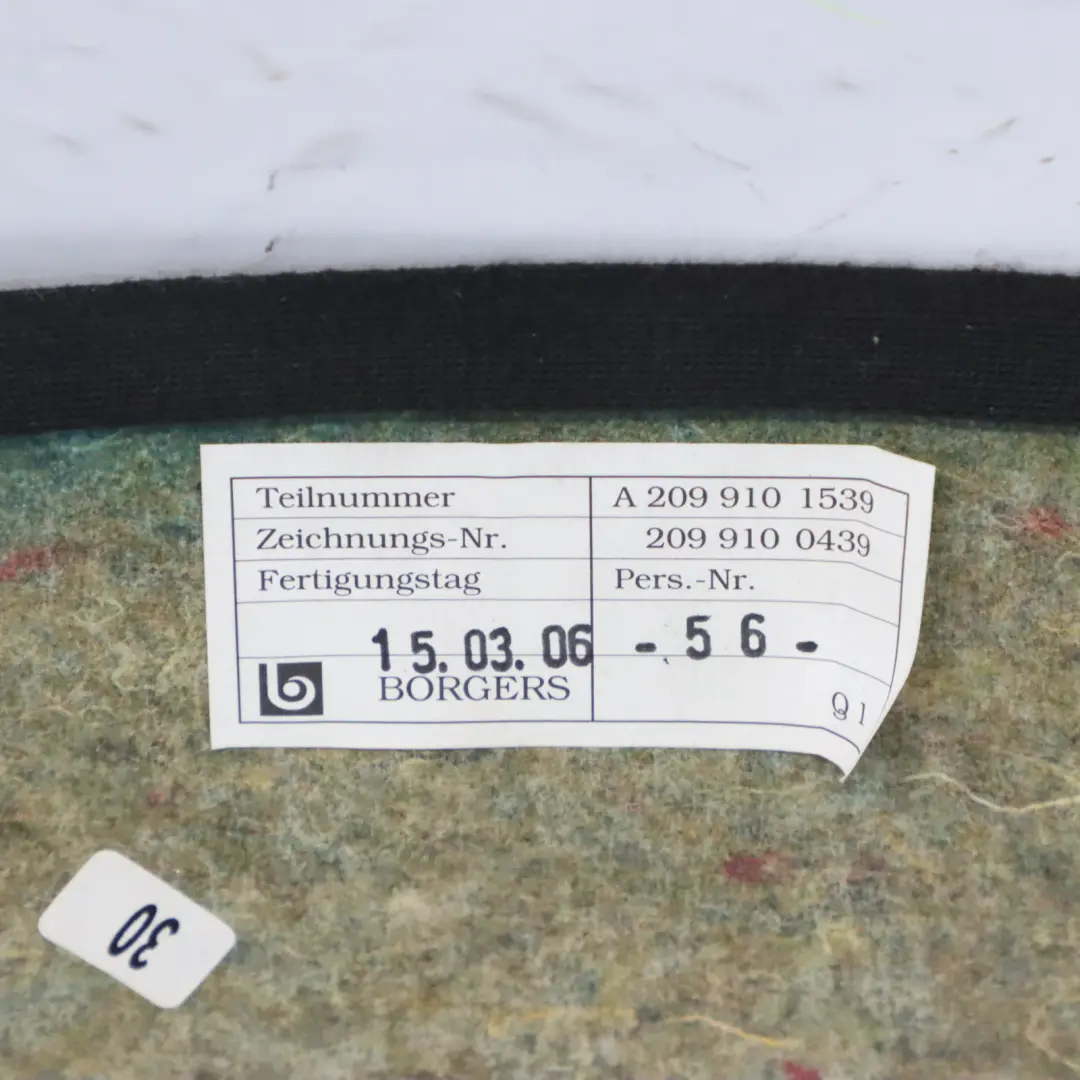 Teilnummer A 209 910 1539
Zeichnungs-Nr. 209 910 0439
Fertigungstag Pers.-Nr.
15.03.06 - 56 -
b BORGERS
Q1
30